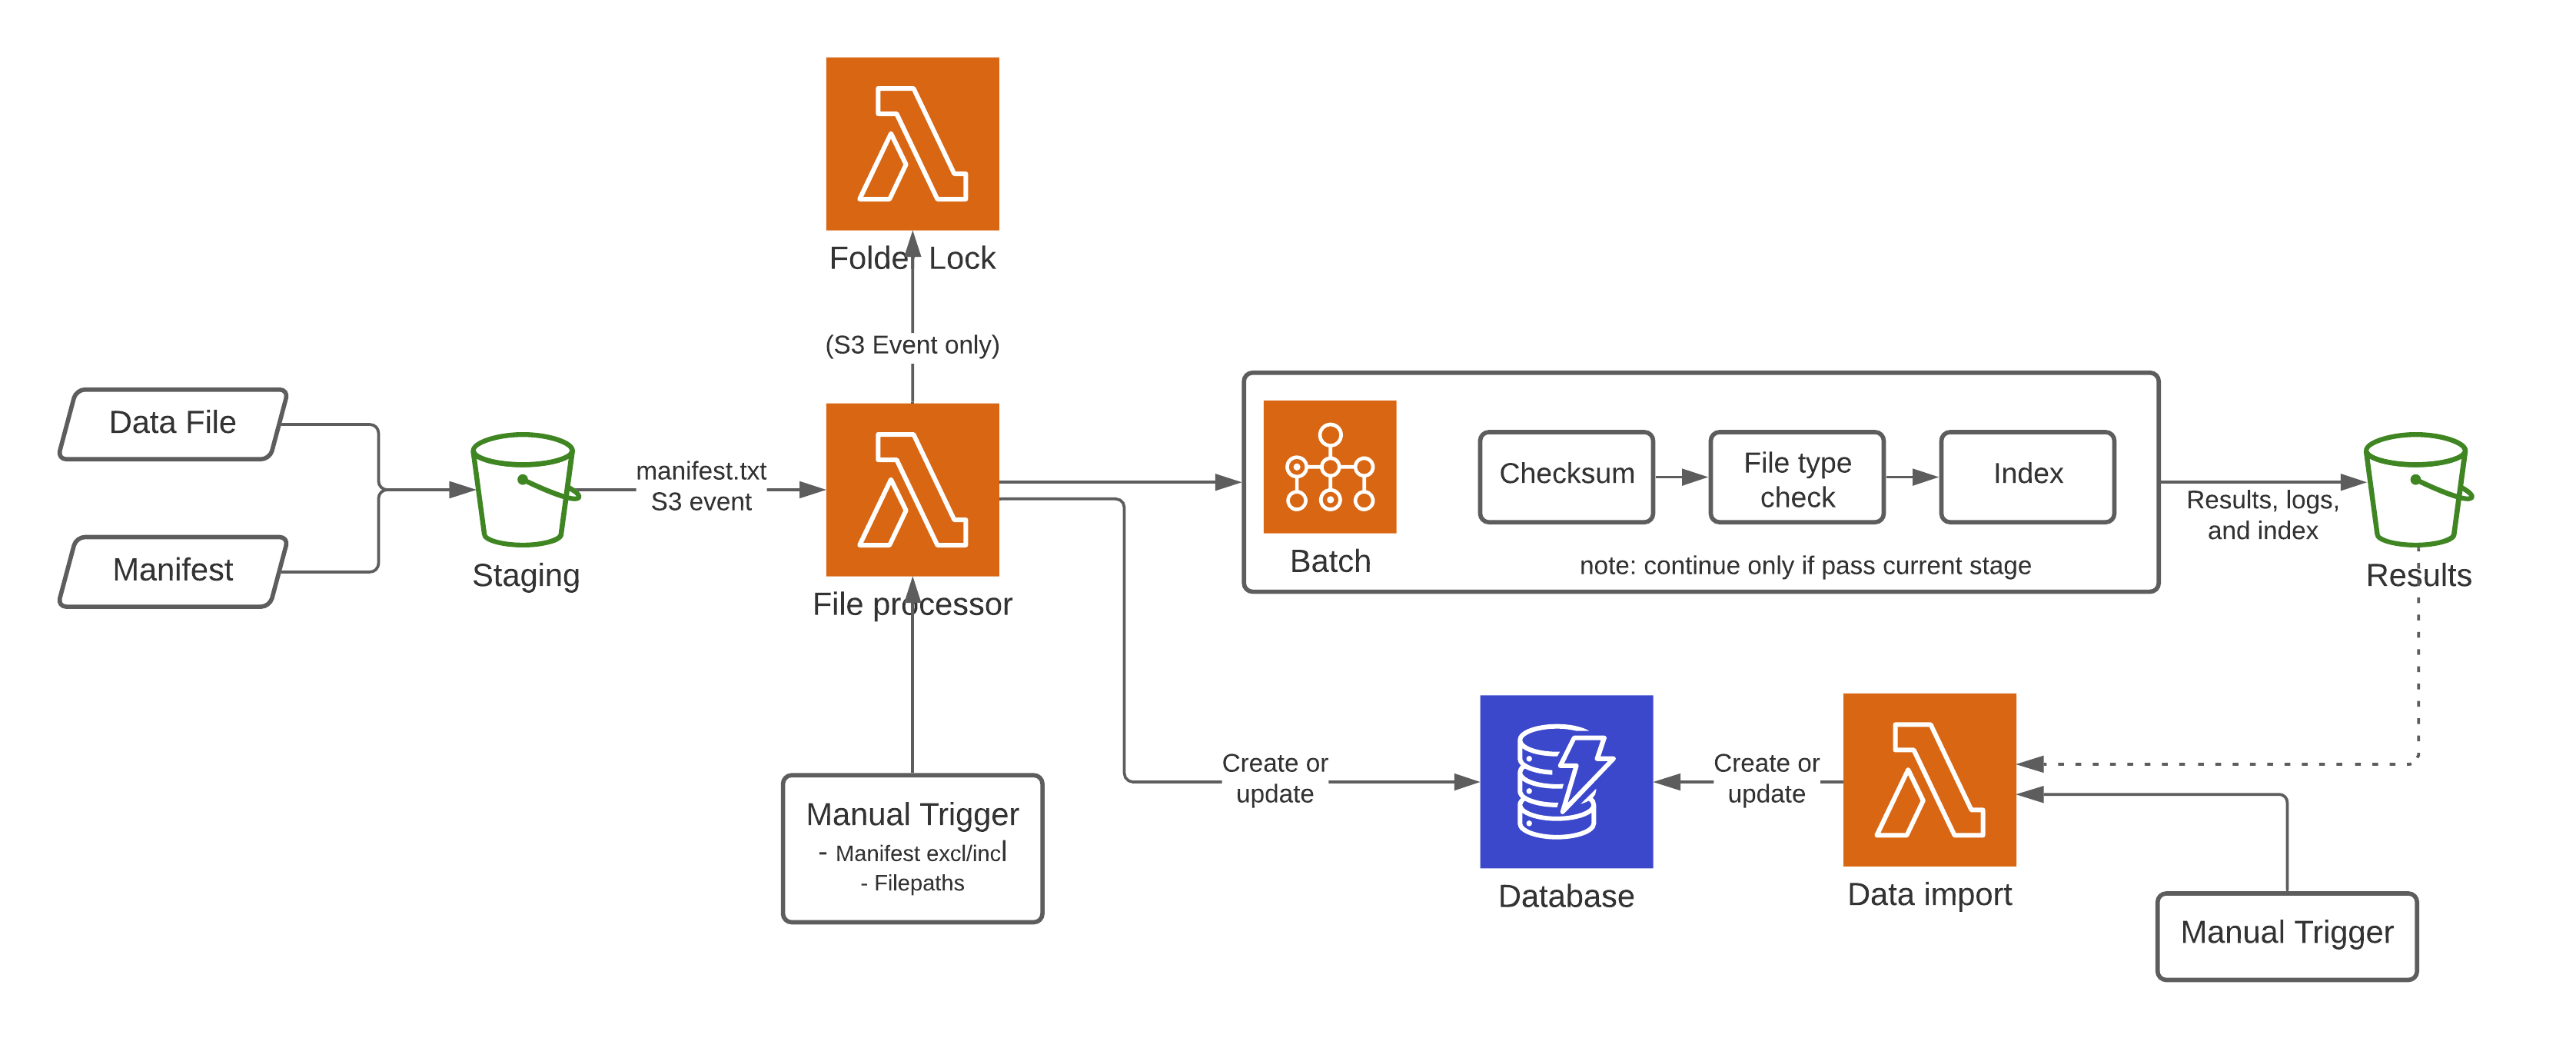 Folder Lock
(S3 Event only)
Data File
Manifest
Staging
manifest.txt
S3 event
File processor
Manual Trigger
- Manifest excl/incl
- Filepaths
Batch
Checksum
File type
check
Index
note: continue only if pass current stage
Results, logs,
and index
Results
Create or
update
Database
Create or
update
Data import
Manual Trigger